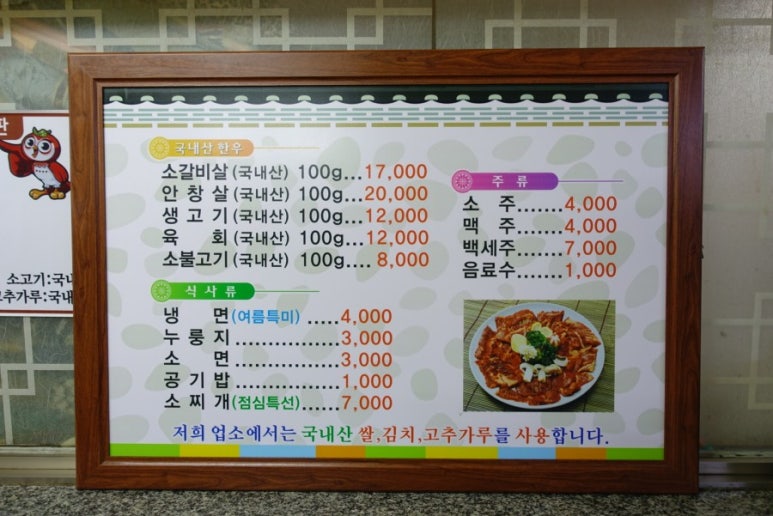 국내산 한우
소갈비살(국내산) 100g...17,000
안창살(국내산) 100g...20,000
생고기(국내산) 100g...12,000
육회(국내산) 100g...12,000
소불고기(국내산) 100g.... 8,000
식사류
냉면(여름특미) .....4,000
누룽지...............3,000
소면...............3,000
공기밥...............1,000
소찌개(점심특선)......7,000
주류
소주.......4,000
맥주.......4,000
백세주.......7,000
음료수.......1,000
저희 업소에서는 국내산 쌀,김치,고추가루를 사용합니다.
소고기:국내
고추가루:국내